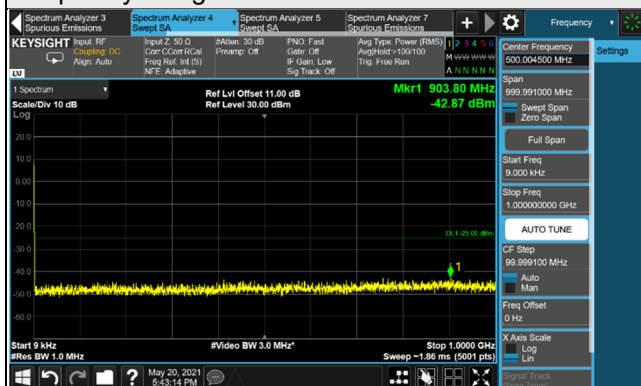 Spectrum Analyzer 3
Spurious Emissions
Spectrum Analyzer 4
Swept SA
Spectrum Analyzer 5
Swept SA
Spectrum Analyzer 7
Spurious Emissions
Frequency
KEYSIGHT
Input: RF
Coupling: DC
Align: Auto
Input Z: 50 Ω
Corr CCorr RCal
Freq Ref: Int (S)
NFE: Adaptive
#Atten: 30 dB
Preamp: Off
PNO: Fast
Gate: Off
IF Gain: Low
Sig Track: Off
Avg Type: Power (RMS)
Avg|Hold:>100/100
Trig: Free Run
1 2 3 4 5 6
M W W W W W
A N N N N N
LXI
1 Spectrum
Scale/Div 10 dB
Log
Ref Lvl Offset 11.00 dB
Ref Level 30.00 dBm
Mkr1 903.80 MHz
-42.87 dBm
20.0
10.0
0.00
-10.0
-20.0
-30.0
-40.0
-50.0
-60.0
DL1 -25.00 dBm
1
Start 9 kHz
#Res BW 1.0 MHz
#Video BW 3.0 MHz*
Stop 1.0000 GHz
Sweep ~1.86 ms (5001 pts)
Center Frequency
500.004500 MHz
Settings
Span
999.991000 MHz
Swept Span
Zero Span
Full Span
Start Freq
9.000 kHz
Stop Freq
1.000000000 GHz
AUTO TUNE
CF Step
99.999100 MHz
Auto
Man
Freq Offset
0 Hz
X Axis Scale
Log
Lin
Signal Track
May 20, 2021
5:43:14 PM